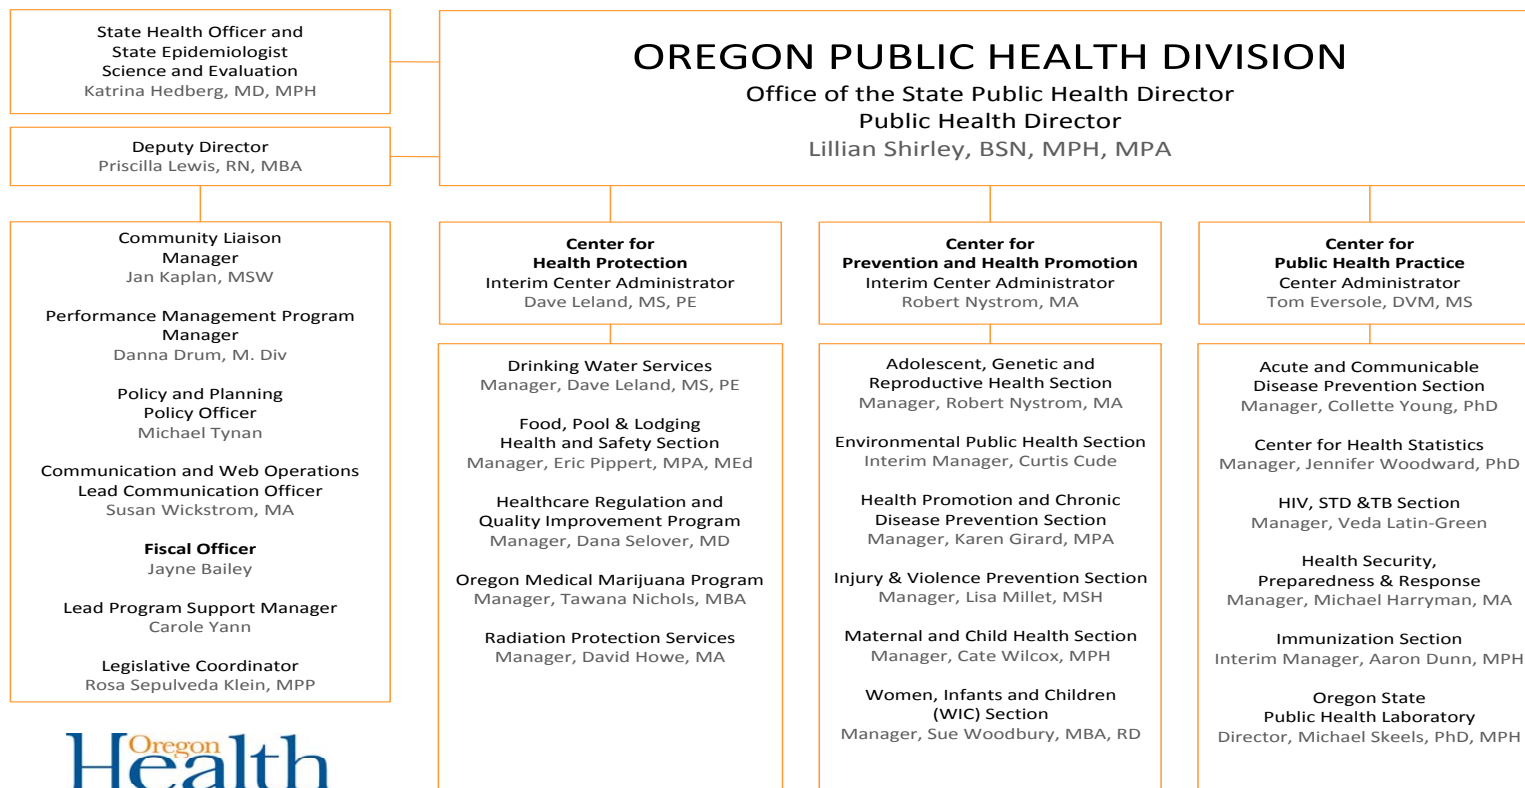 State Health Officer and
State Epidemiologist
Science and Evaluation
Katrina Hedberg, MD, MPH
Deputy Director
Priscilla Lewis, RN, MBA
OREGON PUBLIC HEALTH DIVISION
Office of the State Public Health Director
Public Health Director
Lillian Shirley, BSN, MPH, MPA
Community Liaison
Manager
Jan Kaplan, MSW
Performance Management Program
Manager
Danna Drum, M. Div
Policy and Planning
Policy Officer
Michael Tynan
Communication and Web Operations
Lead Communication Officer
Susan Wickstrom, MA
Fiscal Officer
Jayne Bailey
Lead Program Support Manager
Carole Yann
Legislative Coordinator
Rosa Sepulveda Klein, MPP
Center for
Health Protection
Interim Center Administrator
Dave Leland, MS, PE
Drinking Water Services
Manager, Dave Leland, MS, PE
Food, Pool & Lodging
Health and Safety Section
Manager, Eric Pippert, MPA, MEd
Healthcare Regulation and
Quality Improvement Program
Manager, Dana Selover, MD
Oregon Medical Marijuana Program
Manager, Tawana Nichols, MBA
Radiation Protection Services
Manager, David Howe, MA
Center for
Prevention and Health Promotion
Interim Center Administrator
Robert Nystrom, MA
Adolescent, Genetic and
Reproductive Health Section
Manager, Robert Nystrom, MA
Environmental Public Health Section
Interim Manager, Curtis Cude
Health Promotion and Chronic
Disease Prevention Section
Manager, Karen Girard, MPA
Injury & Violence Prevention Section
Manager, Lisa Millet, MSH
Maternal and Child Health Section
Manager, Cate Wilcox, MPH
Women, Infants and Children
(WIC) Section
Manager, Sue Woodbury, MBA, RD
Center for
Public Health Practice
Center Administrator
Tom Eversole, DVM, MS
Acute and Communicable
Disease Prevention Section
Manager, Collette Young, PhD
Center for Health Statistics
Manager, Jennifer Woodward, PhD
HIV, STD &TB Section
Manager, Veda Latin-Green
Health Security,
Preparedness & Response
Manager, Michael Harryman, MA
Immunization Section
Interim Manager, Aaron Dunn, MPH
Oregon State
Public Health Laboratory
Director, Michael Skeels, PhD, MPH
Oregon
Health